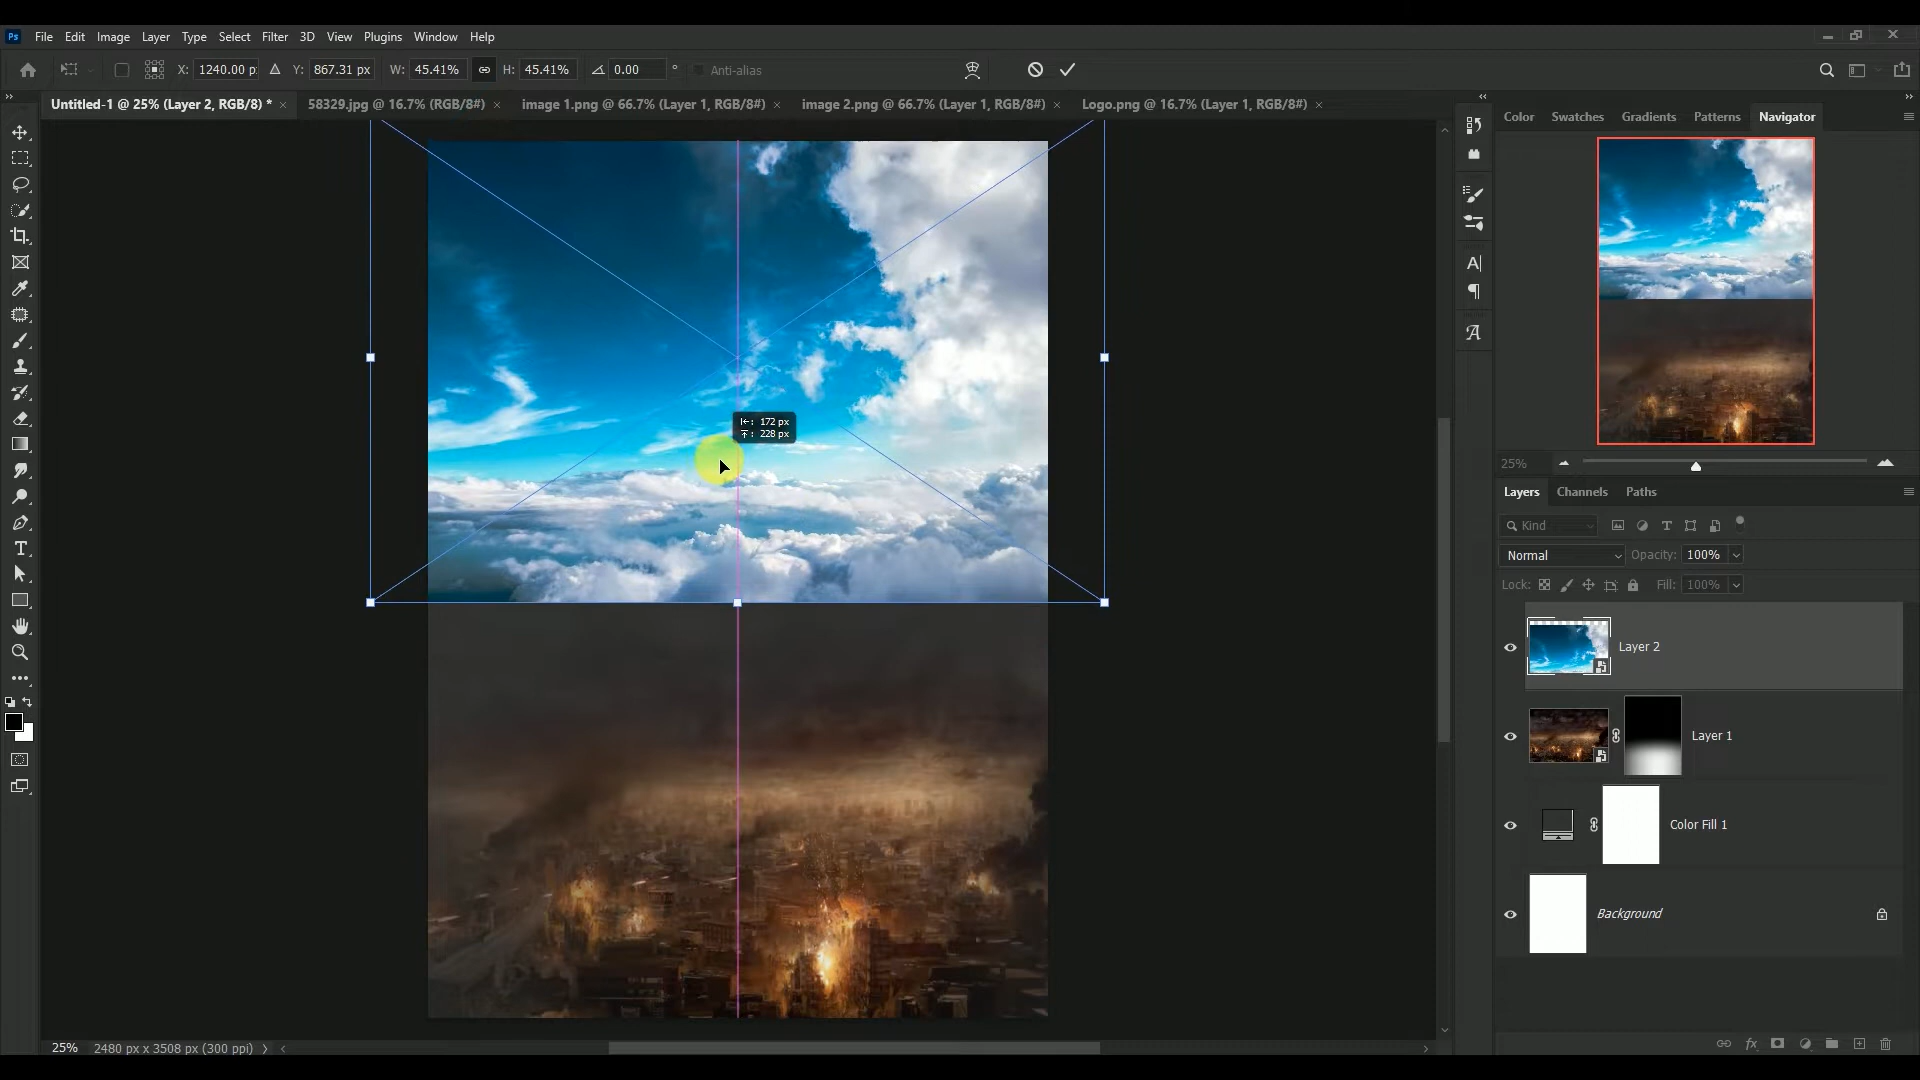 Ps File Edit Image Layer Type Select Filter 3D View Plugins Window Help
X: 1240.00 p Y: 867.31 px W: 45.41% H: 45.41% 0.00 ° Anti-alias
Untitled-1 @ 25% (Layer 2, RGB/8) * × 58329.jpg @ 16.7% (RGB/8#) × image 1.png @ 66.7% (Layer 1, RGB/8#) × image 2.png @ 66.7% (Layer 1, RGB/8#) × Logo.png @ 16.7% (Layer 1, RGB/8#) ×
Color Swatches Gradients Patterns Navigator
: 172 px
: 228 px
25%
Layers Channels Paths
Kind
Normal Opacity: 100%
Lock: Fill: 100%
Layer 2
Layer 1
Color Fill 1
Background
25% 2480 px x 3508 px (300 ppi)